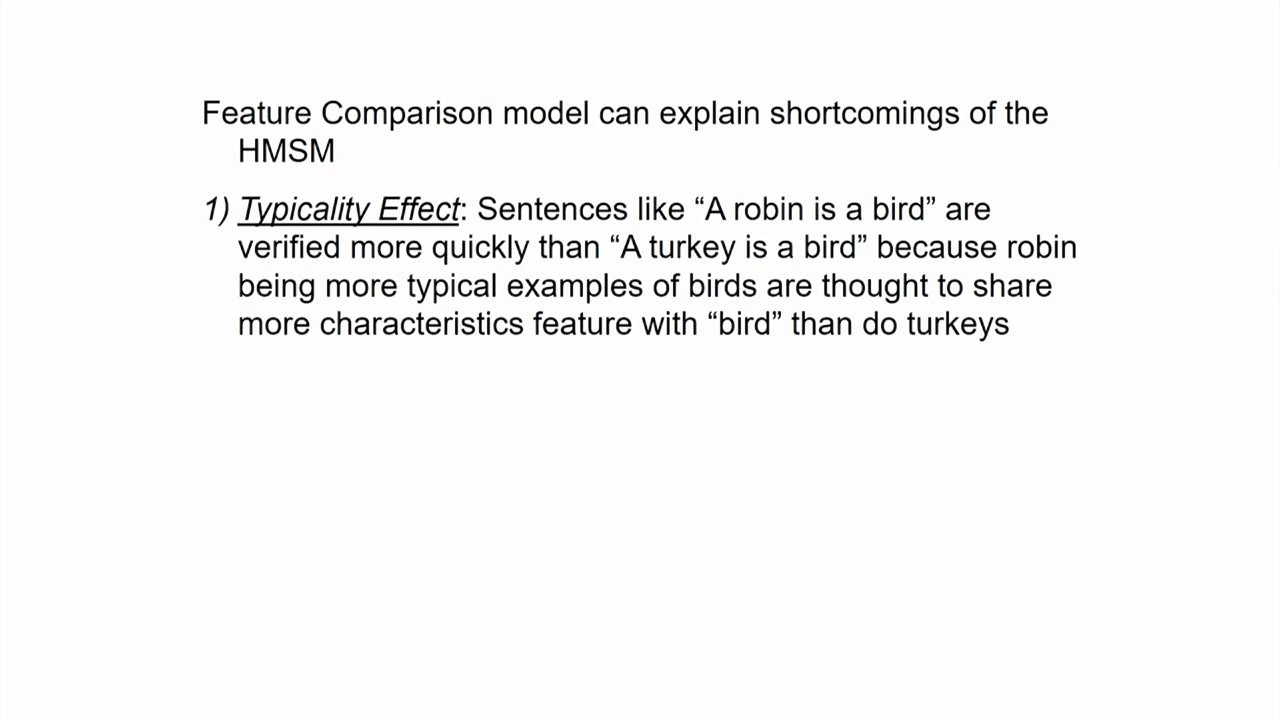 Feature Comparison model can explain shortcomings of the
HMSM
1) Typicality Effect: Sentences like “A robin is a bird” are
verified more quickly than “A turkey is a bird” because robin
being more typical examples of birds are thought to share
more characteristics feature with “bird” than do turkeys